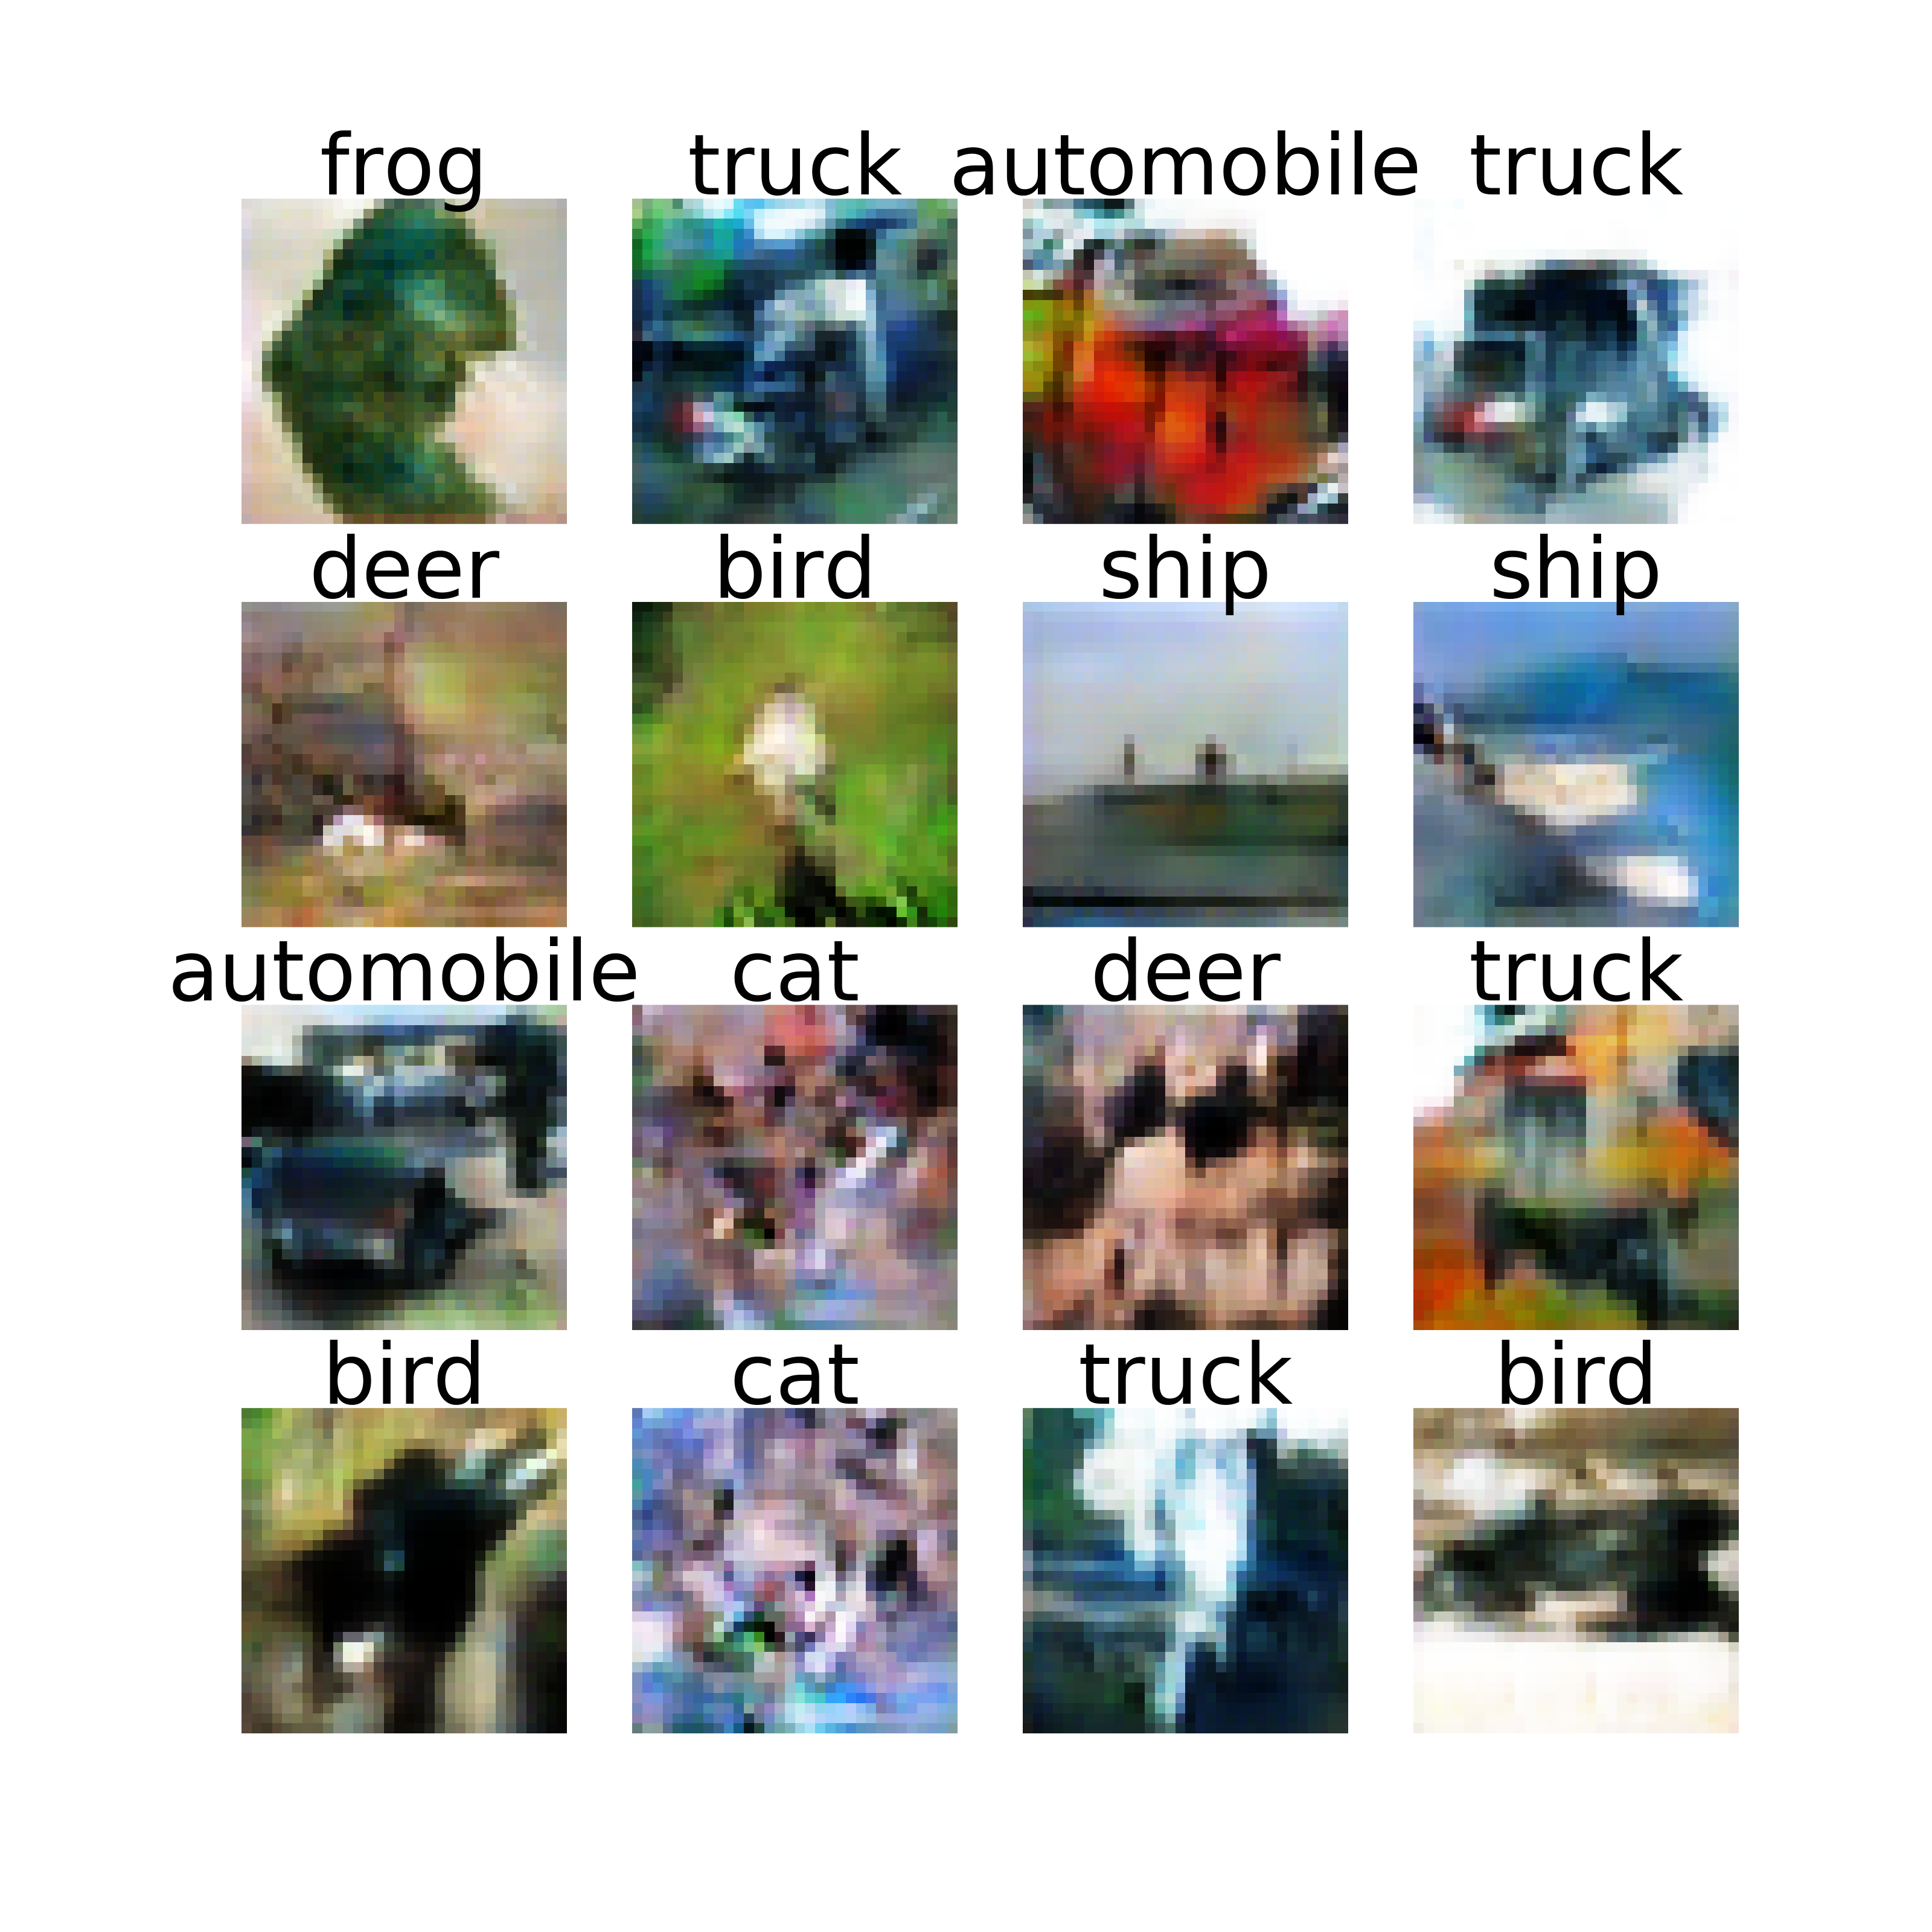 frog truck automobile truck
deer bird ship ship
automobile cat deer truck
bird cat truck bird